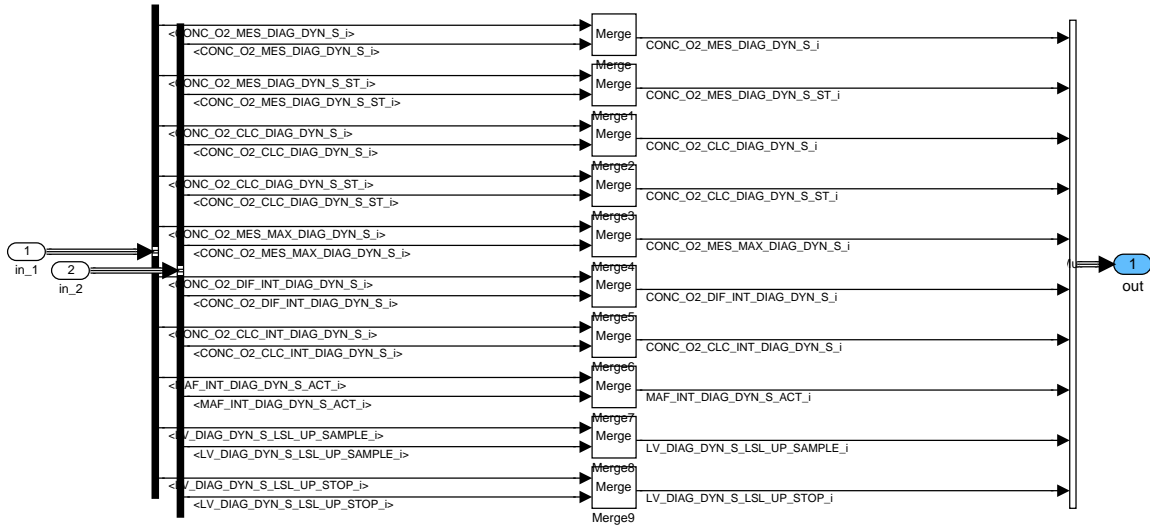 <CONC_O2_MES_DIAG_DYN_S_i>
<CONC_O2_MES_DIAG_DYN_S_i>
Merge
CONC_O2_MES_DIAG_DYN_S_i
Merge
<CONC_O2_MES_DIAG_DYN_S_ST_i>
<CONC_O2_MES_DIAG_DYN_S_ST_i>
Merge
CONC_O2_MES_DIAG_DYN_S_ST_i
Merge1
<CONC_O2_CLC_DIAG_DYN_S_i>
<CONC_O2_CLC_DIAG_DYN_S_i>
Merge
CONC_O2_CLC_DIAG_DYN_S_i
Merge2
<CONC_O2_CLC_DIAG_DYN_S_ST_i>
<CONC_O2_CLC_DIAG_DYN_S_ST_i>
Merge
CONC_O2_CLC_DIAG_DYN_S_ST_i
Merge3
<CONC_O2_MES_MAX_DIAG_DYN_S_i>
<CONC_O2_MES_MAX_DIAG_DYN_S_i>
Merge
CONC_O2_MES_MAX_DIAG_DYN_S_i
Merge4
1
in_1
2
in_2
<CONC_O2_DIF_INT_DIAG_DYN_S_i>
<CONC_O2_DIF_INT_DIAG_DYN_S_i>
Merge
CONC_O2_DIF_INT_DIAG_DYN_S_i
Merge5
1
out
<CONC_O2_CLC_INT_DIAG_DYN_S_i>
<CONC_O2_CLC_INT_DIAG_DYN_S_i>
Merge
CONC_O2_CLC_INT_DIAG_DYN_S_i
Merge6
<MAF_INT_DIAG_DYN_S_ACT_i>
<MAF_INT_DIAG_DYN_S_ACT_i>
Merge
MAF_INT_DIAG_DYN_S_ACT_i
Merge7
<LV_DIAG_DYN_S_LSL_UP_SAMPLE_i>
<LV_DIAG_DYN_S_LSL_UP_SAMPLE_i>
Merge
LV_DIAG_DYN_S_LSL_UP_SAMPLE_i
Merge8
<LV_DIAG_DYN_S_LSL_UP_STOP_i>
<LV_DIAG_DYN_S_LSL_UP_STOP_i>
Merge
LV_DIAG_DYN_S_LSL_UP_STOP_i
Merge9